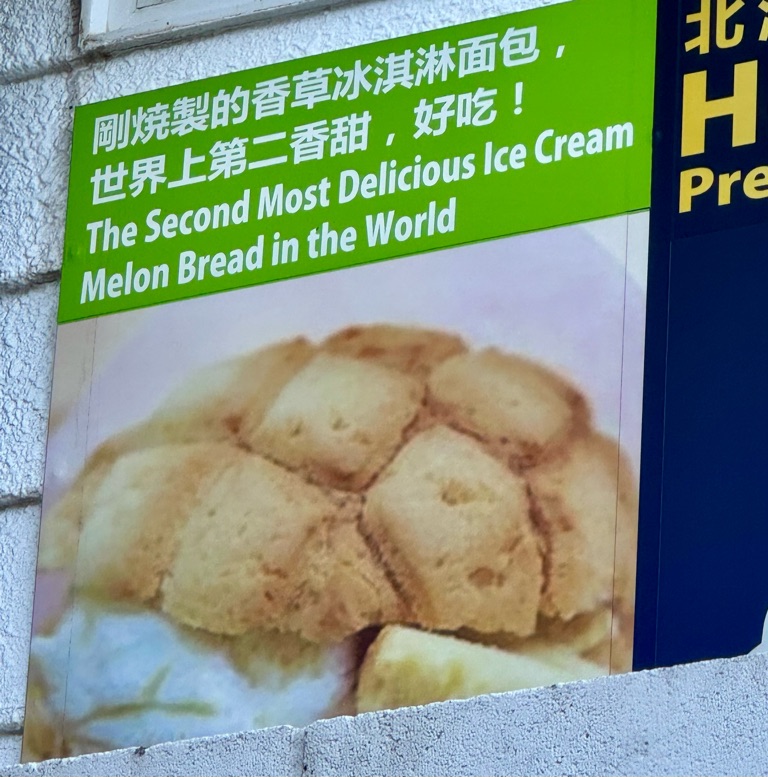 剛燒製的香草冰淇淋面包，
世界上第二香甜，好吃！
The Second Most Delicious Ice Cream
Melon Bread in the World
北
H
Pre